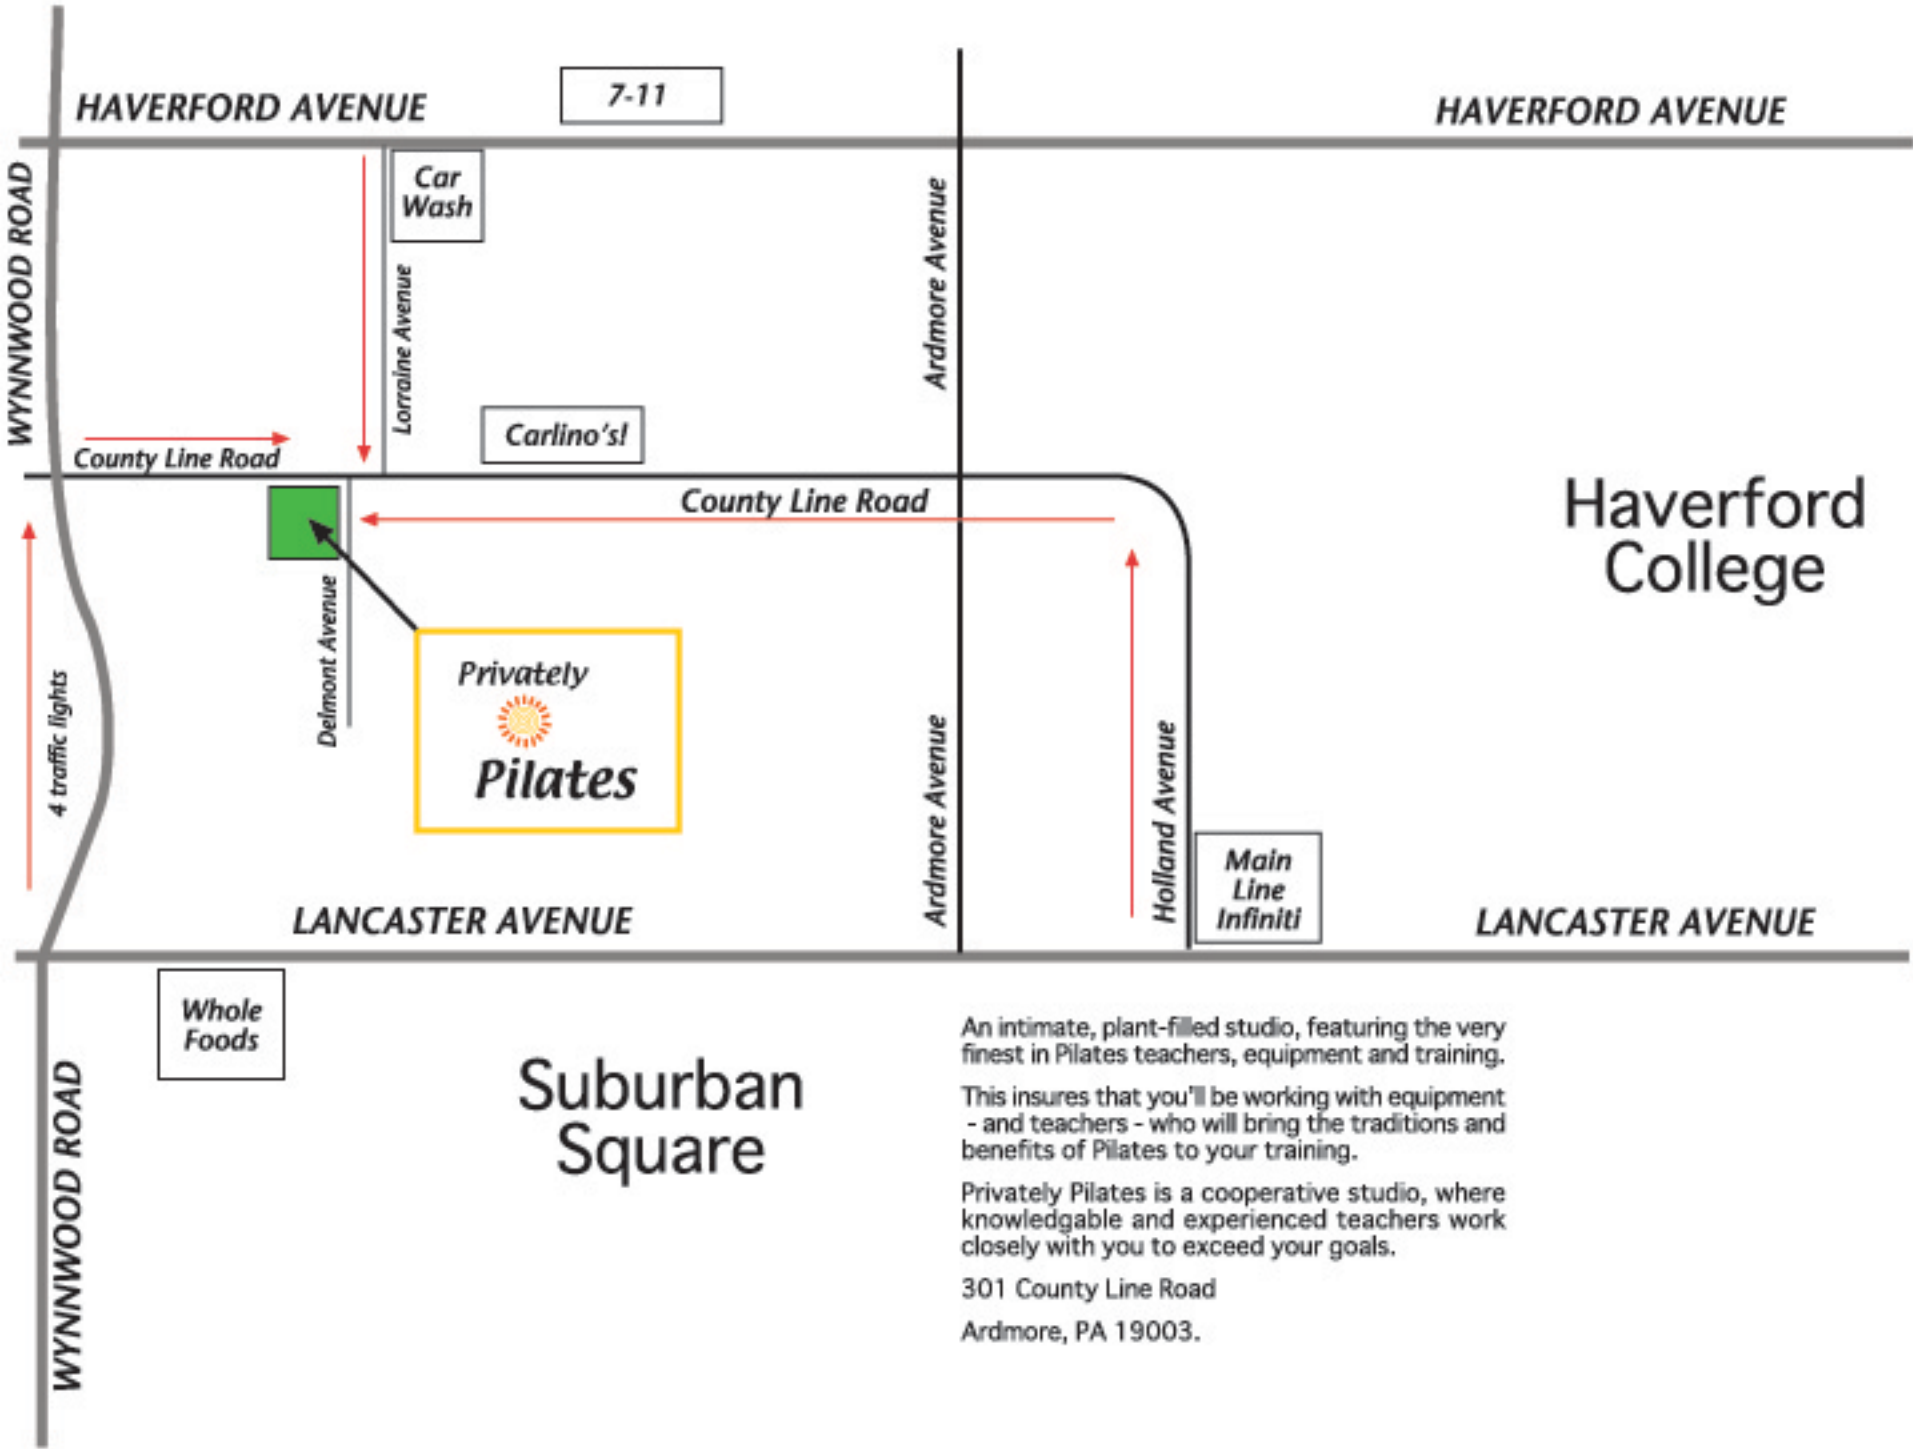 HAVERFORD AVENUE
7-11
HAVERFORD AVENUE
WYNNWOOD ROAD
Car
Wash
Lorraine Avenue
Ardmore Avenue
Carlino's!
County Line Road
County Line Road
Haverford
College
Delmont Avenue
4 traffic lights
Privately
Pilates
Ardmore Avenue
Holland Avenue
Main
Line
Infiniti
LANCASTER AVENUE
LANCASTER AVENUE
Whole
Foods
WYNNWOOD ROAD
Suburban
Square
An intimate, plant-filled studio, featuring the very
finest in Pilates teachers, equipment and training.
This insures that you'll be working with equipment
- and teachers - who will bring the traditions and
benefits of Pilates to your training.
Privately Pilates is a cooperative studio, where
knowledgable and experienced teachers work
closely with you to exceed your goals.
301 County Line Road
Ardmore, PA 19003.